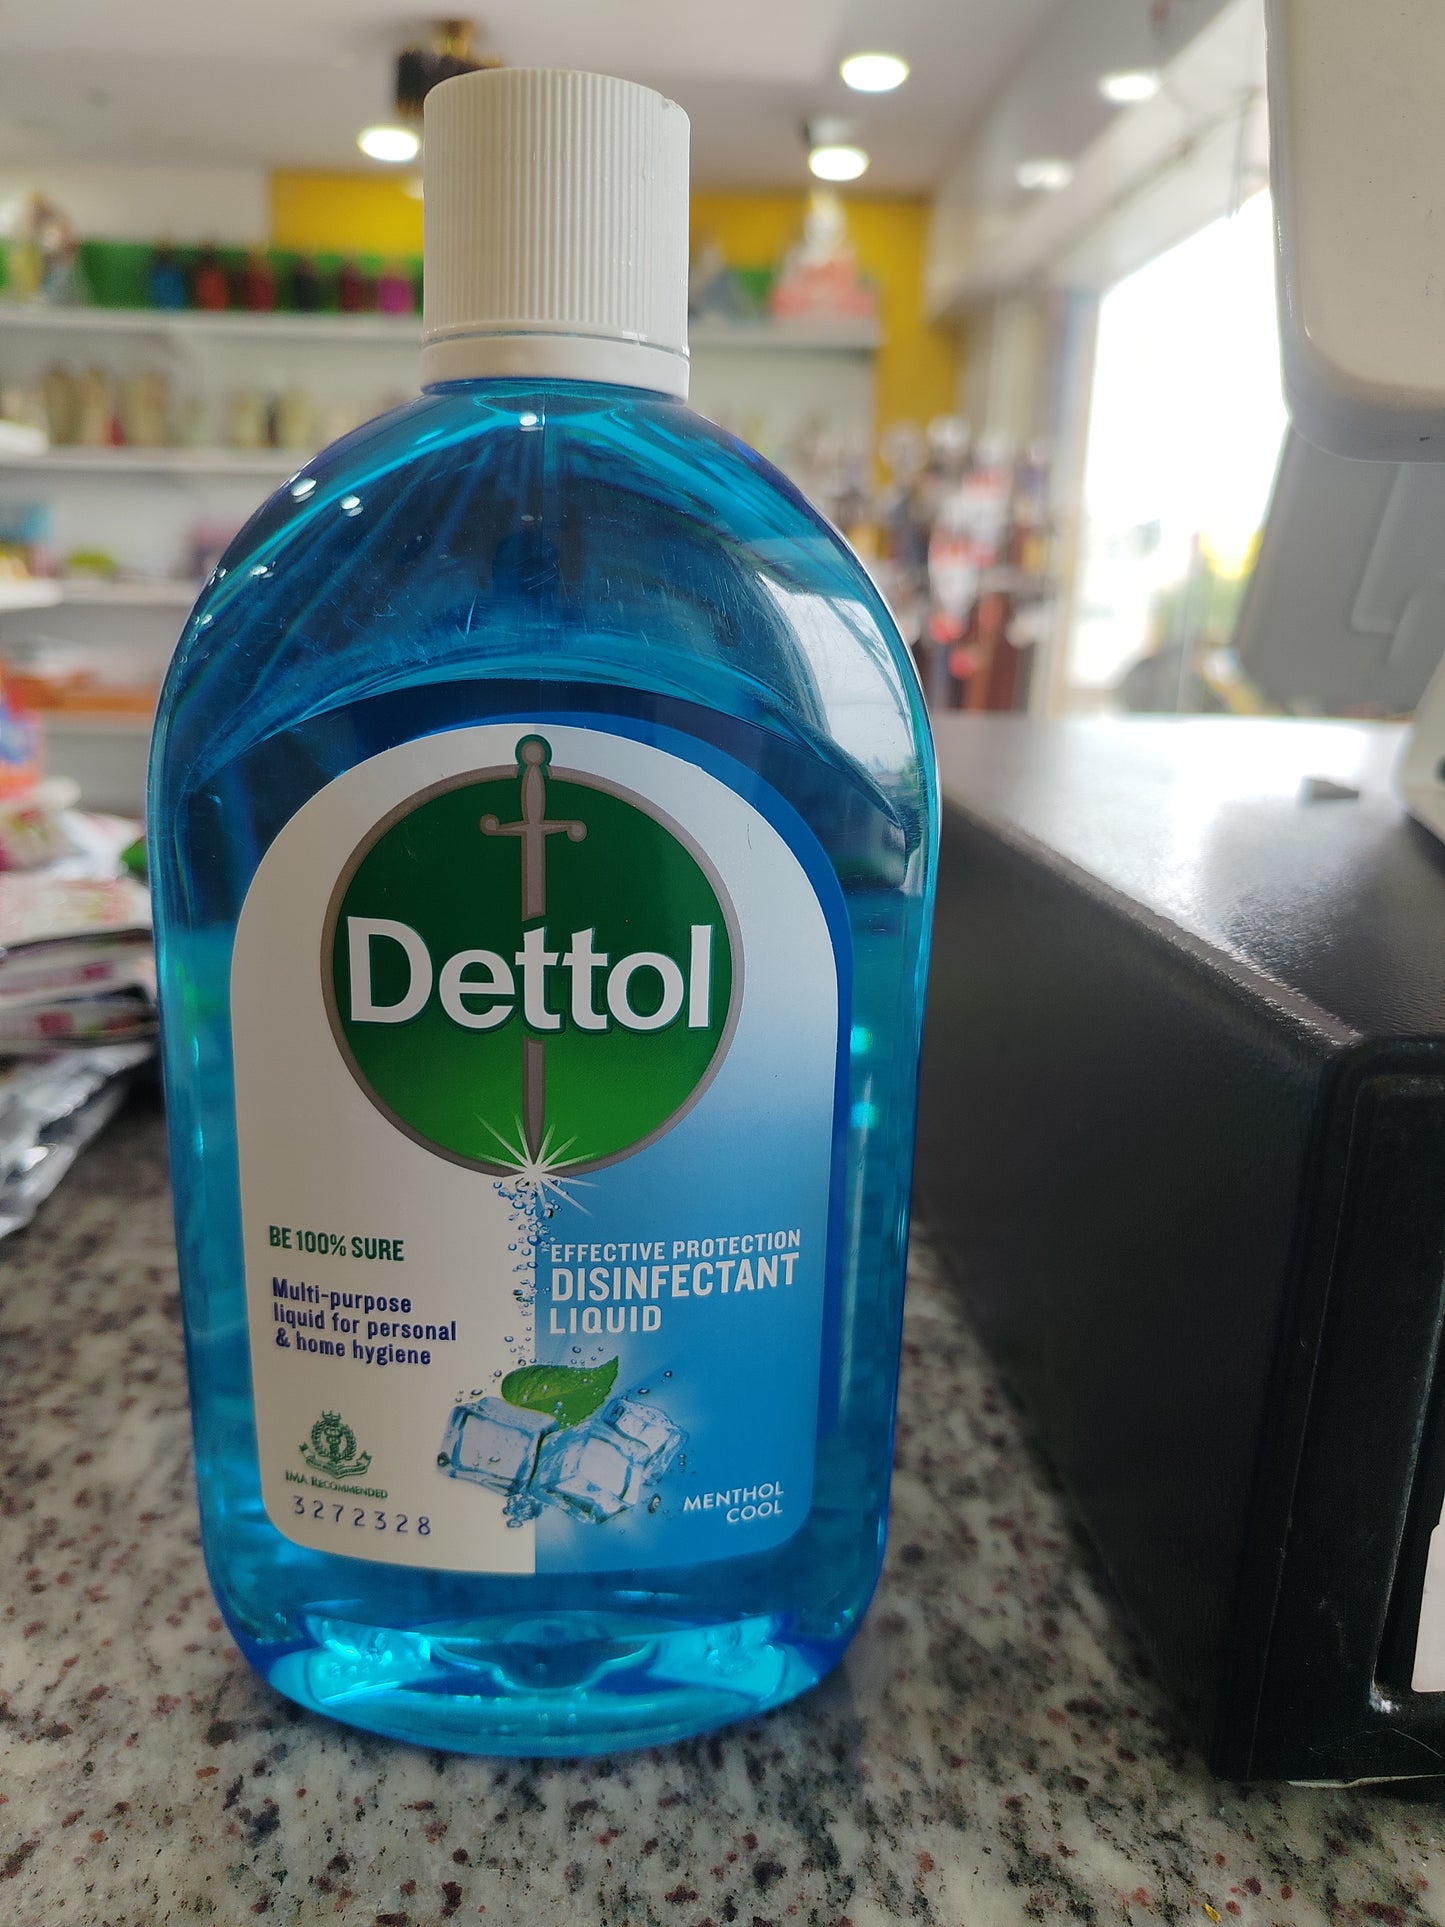 Dettol
BE 100% SURE
Multi-purpose
liquid for personal
& home hygiene
IMA RECOMMENDED
3272328
EFFECTIVE PROTECTION
DISINFECTANT
LIQUID
MENTHOL
COOL